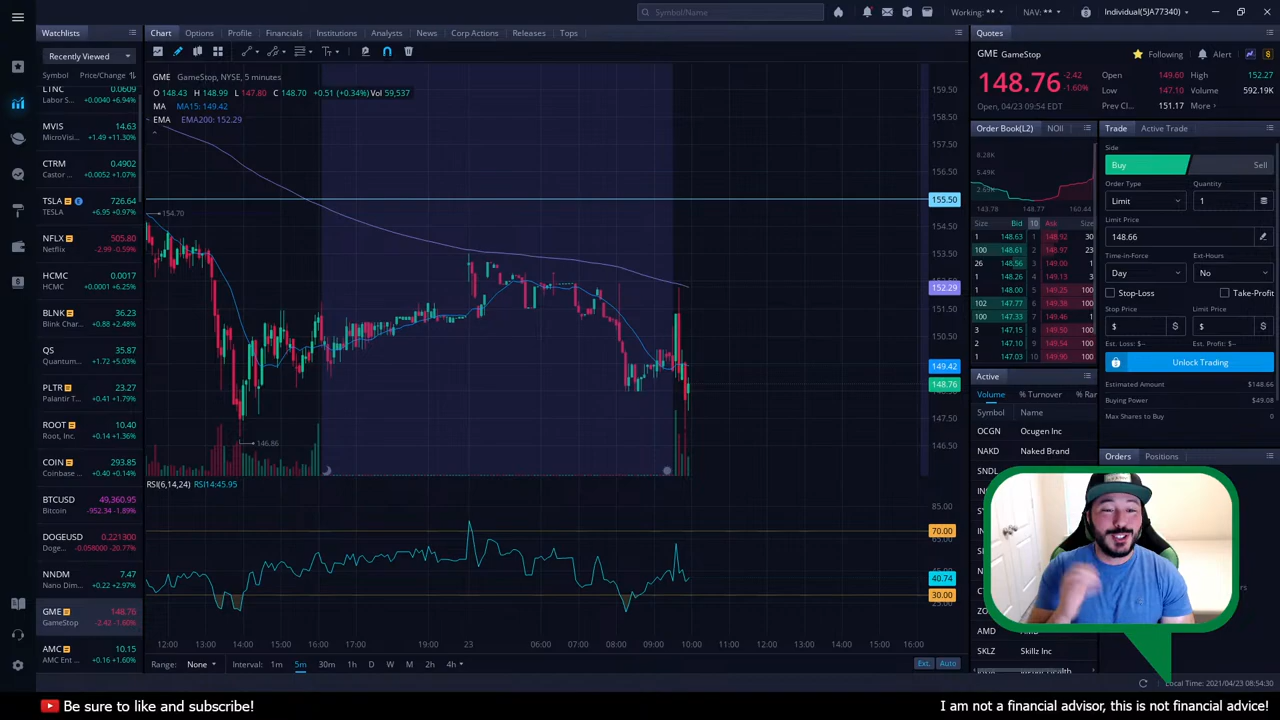 Symbol/Name
Working: **
NAV: **
Individual(5JA77340)
Watchlists
Chart Options Profile Financials Institutions Analysts News Corp Actions Releases Tops
Quotes
Recently Viewed
Symbol Price/Change
LTNC 0.0609
Labor S... +0.0040 +6.94%
MVIS 14.63
MicroVisi... +1.49 +11.30%
CTRM 0.4902
Castor ... +0.0052 +1.07%
TSLA 726.64
TESLA +6.95 +0.97%
NFLX 505.80
Netflix -2.99 -0.59%
HCMC 0.0017
HCMC +0.0001 +6.25%
BLNK 36.23
Blink Char... +0.88 +2.48%
QS 35.87
Quantum... +1.72 +5.03%
PLTR 23.27
Palantir T... +0.41 +1.79%
ROOT 10.40
Root, Inc. +0.14 +1.36%
COIN 293.85
Coinbase ... +0.40 +0.14%
BTCUSD 49,360.95
Bitcoin -952.34 -1.89%
DOGEUSD 0.221300
Doge... -0.058000 -20.77%
NNDM 7.47
Nano Dim... +0.22 +2.97%
GME 148.76
GameStop -2.42 -1.60%
AMC 10.15
AMC Ent ... +0.16 +1.60%
GME GameStop, NYSE, 5 minutes
O 148.43 H 148.99 L 147.80 C 148.70 +0.51 (+0.34%) Vol 59,537
MA MA15: 149.42
EMA EMA200: 152.29
154.70
146.86
159.50
158.50
157.50
156.50
155.50
154.50
153.50
152.29
151.50
150.50
149.42
148.76
147.50
146.50
RSI(6,14,24) RSI14:45.95
85.00
70.00
40.74
30.00
12:00 13:00 14:00 15:00 16:00 17:00 19:00 23 06:00 07:00 08:00 09:00 10:00 11:00 12:00 13:00 14:00 15:00 16:00
Range: None Interval: 1m 5m 30m 1h D W M 2h 4h
Ext. Auto
GME GameStop
Following Alert
148.76 -2.42 -1.60%
Open, 04/23 09:54 EDT
Open 149.60 High 152.27
Low 147.10 Volume 592.19K
Prev Cl... 151.17 More >
Order Book(L2) NOII
8.28K
5.49K
143.78 148.77 160.44
Size Bid 10 Ask Size
1 148.63 1 148.92 30
100 148.61 2 148.97 23
26 148.56 3 149.00 1
1 148.26 4 149.13 3
1 148.25 5 149.00 100
102 147.77 6 149.38 100
100 147.33 7 149.46 1
3 147.15 8 149.50 100
1 147.10 9 149.54 100
1 147.03 10 149.90 100
Trade Active Trade
Side
Buy Sell
Order Type Quantity
Limit 1
Limit Price
148.66
Time-in-Force Ext-Hours
Day No
Stop-Loss Take-Profit
Stop Price Limit Price
$ $ $ $
Est. Loss: $-- Est. Profit: $--
Unlock Trading
Estimated Amount $148.66
Buying Power $49.08
Max Shares to Buy 0
Active
Volume % Turnover % Ra
Symbol Name
OCGN Ocugen Inc
NAKD Naked Brand
SNDL
AMD
SKLZ Skillz Inc
Orders Positions
Local Time: 2021/04/23 08:54:30
Be sure to like and subscribe!
I am not a financial advisor, this is not financial advice!